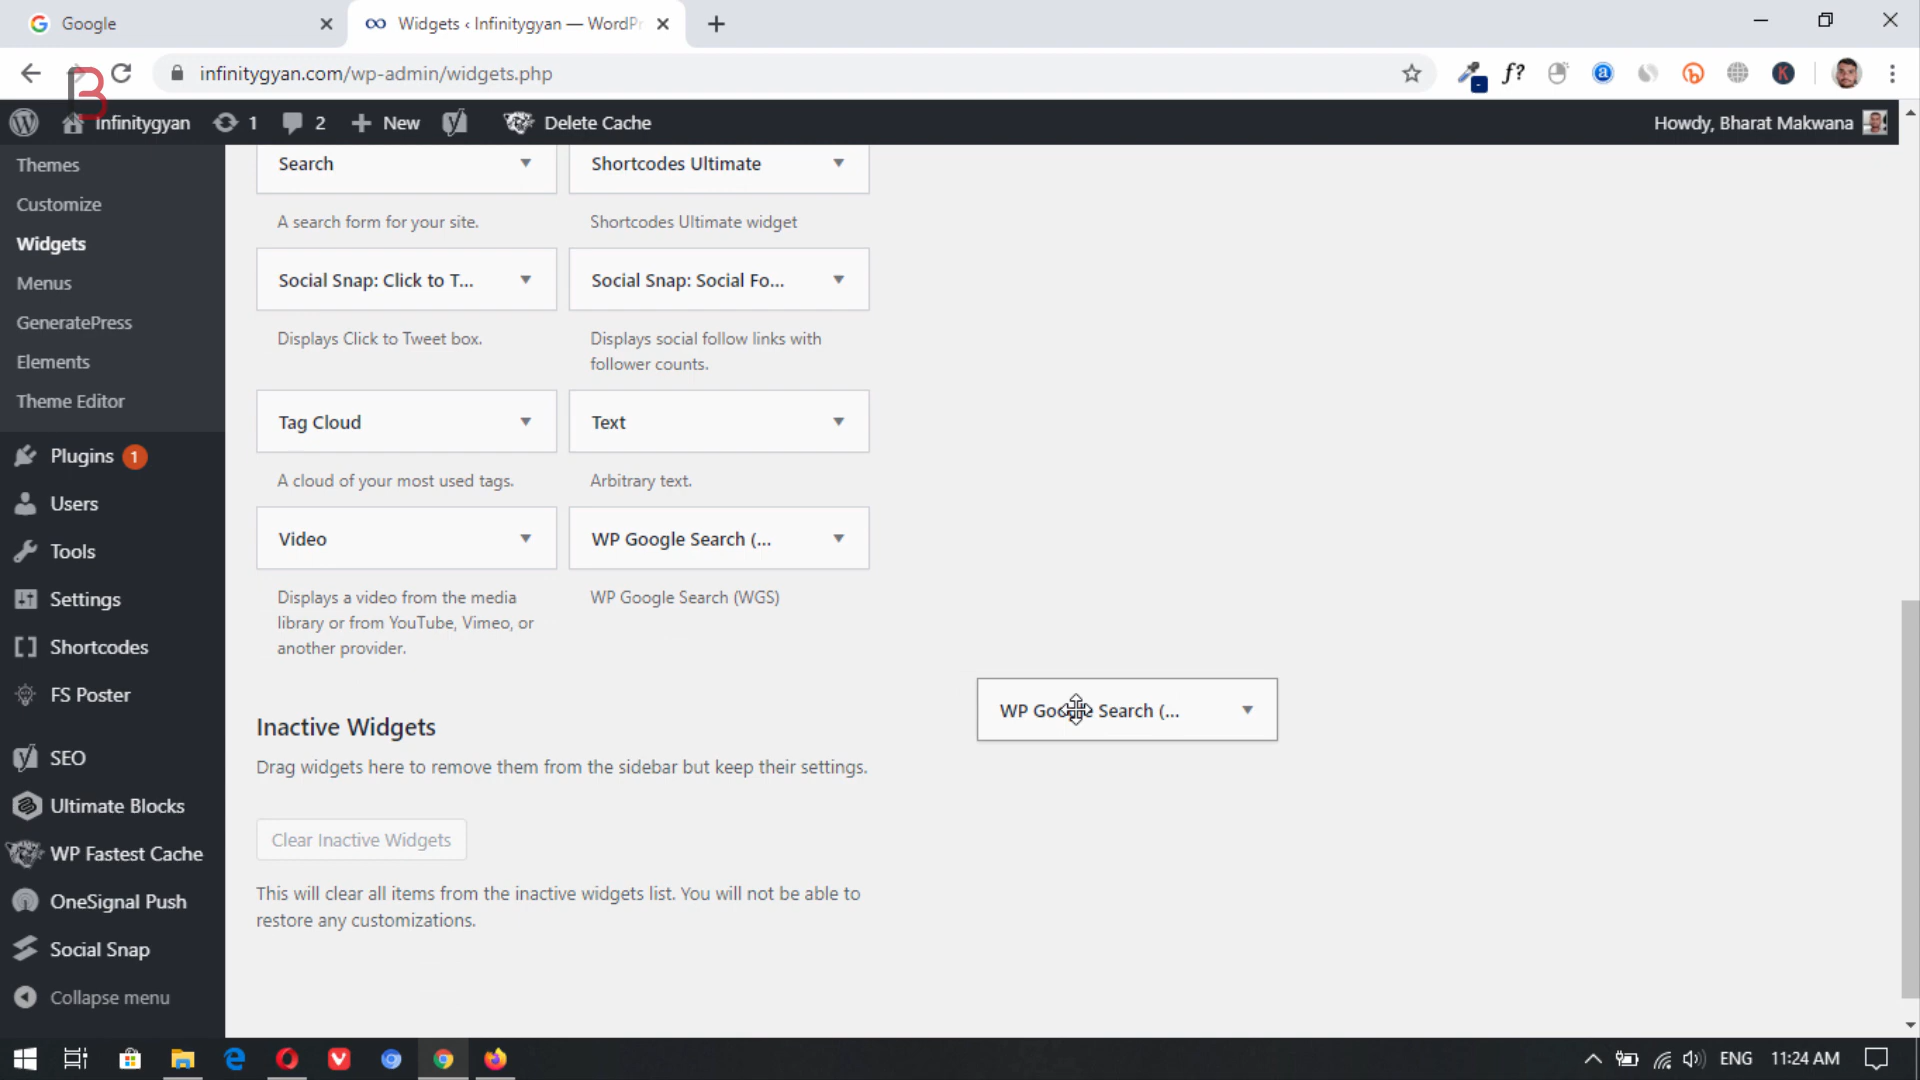 Google
Widgets ‹ Infinitygyan — WordPr
infinitygyan.com/wp-admin/widgets.php
Infinitygyan
1
2
New
Delete Cache
Howdy, Bharat Makwana
Themes
Customize
Widgets
Menus
GeneratePress
Elements
Theme Editor
Plugins 1
Users
Tools
Settings
Shortcodes
FS Poster
SEO
Ultimate Blocks
WP Fastest Cache
OneSignal Push
Social Snap
Collapse menu
Search
Shortcodes Ultimate
A search form for your site.
Shortcodes Ultimate widget
Social Snap: Click to T...
Social Snap: Social Fo...
Displays Click to Tweet box.
Displays social follow links with
follower counts.
Tag Cloud
Text
A cloud of your most used tags.
Arbitrary text.
Video
WP Google Search (...
Displays a video from the media
library or from YouTube, Vimeo, or
another provider.
WP Google Search (WGS)
WP Google Search (...
Inactive Widgets
Drag widgets here to remove them from the sidebar but keep their settings.
Clear Inactive Widgets
This will clear all items from the inactive widgets list. You will not be able to
restore any customizations.
ENG
11:24 AM